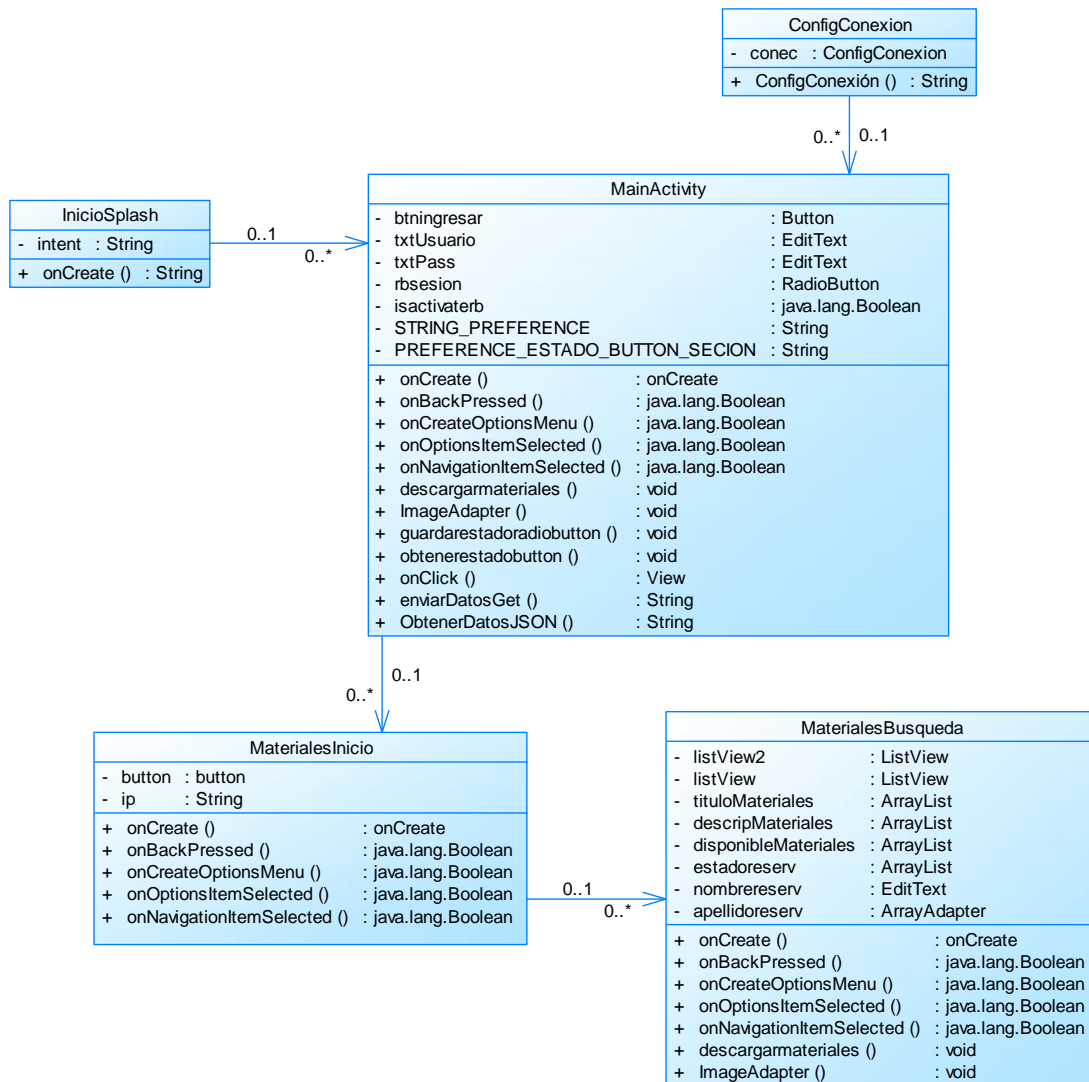 ConfigConexion
- conec : ConfigConexion
+ ConfigConexión () : String
0..* 0..1
InicioSplash
- intent : String
+ onCreate () : String
0..1
0..*
MainActivity
- btningresar : Button
- txtUsuario : EditText
- txtPass : EditText
- rbsesion : RadioButton
- isactivaterb : java.lang.Boolean
- STRING_PREFERENCE : String
- PREFERENCE_ESTADO_BUTTON_SECION : String
+ onCreate () : onCreate
+ onBackPressed () : java.lang.Boolean
+ onCreateOptionsMenu () : java.lang.Boolean
+ onOptionsItemSelected () : java.lang.Boolean
+ onNavigationItemSelected () : java.lang.Boolean
+ descargarmateriales () : void
+ ImageAdapter () : void
+ guardarestadoradiobutton () : void
+ obtenerestadobutton () : void
+ onClick () : View
+ enviarDatosGet () : String
+ ObtenerDatosJSON () : String
0..1
0..*
MaterialesInicio
- button : button
- ip : String
+ onCreate () : onCreate
+ onBackPressed () : java.lang.Boolean
+ onCreateOptionsMenu () : java.lang.Boolean
+ onOptionsItemSelected () : java.lang.Boolean
+ onNavigationItemSelected () : java.lang.Boolean
0..1
0..*
MaterialesBusqueda
- listView2 : ListView
- listView : ListView
- tituloMateriales : ArrayList
- descripMateriales : ArrayList
- disponibleMateriales : ArrayList
- estadoreserv : ArrayList
- nombrereserv : EditText
- apellidoreserv : ArrayAdapter
+ onCreate () : onCreate
+ onBackPressed () : java.lang.Boolean
+ onCreateOptionsMenu () : java.lang.Boolean
+ onOptionsItemSelected () : java.lang.Boolean
+ onNavigationItemSelected () : java.lang.Boolean
+ descargarmateriales () : void
+ ImageAdapter () : void